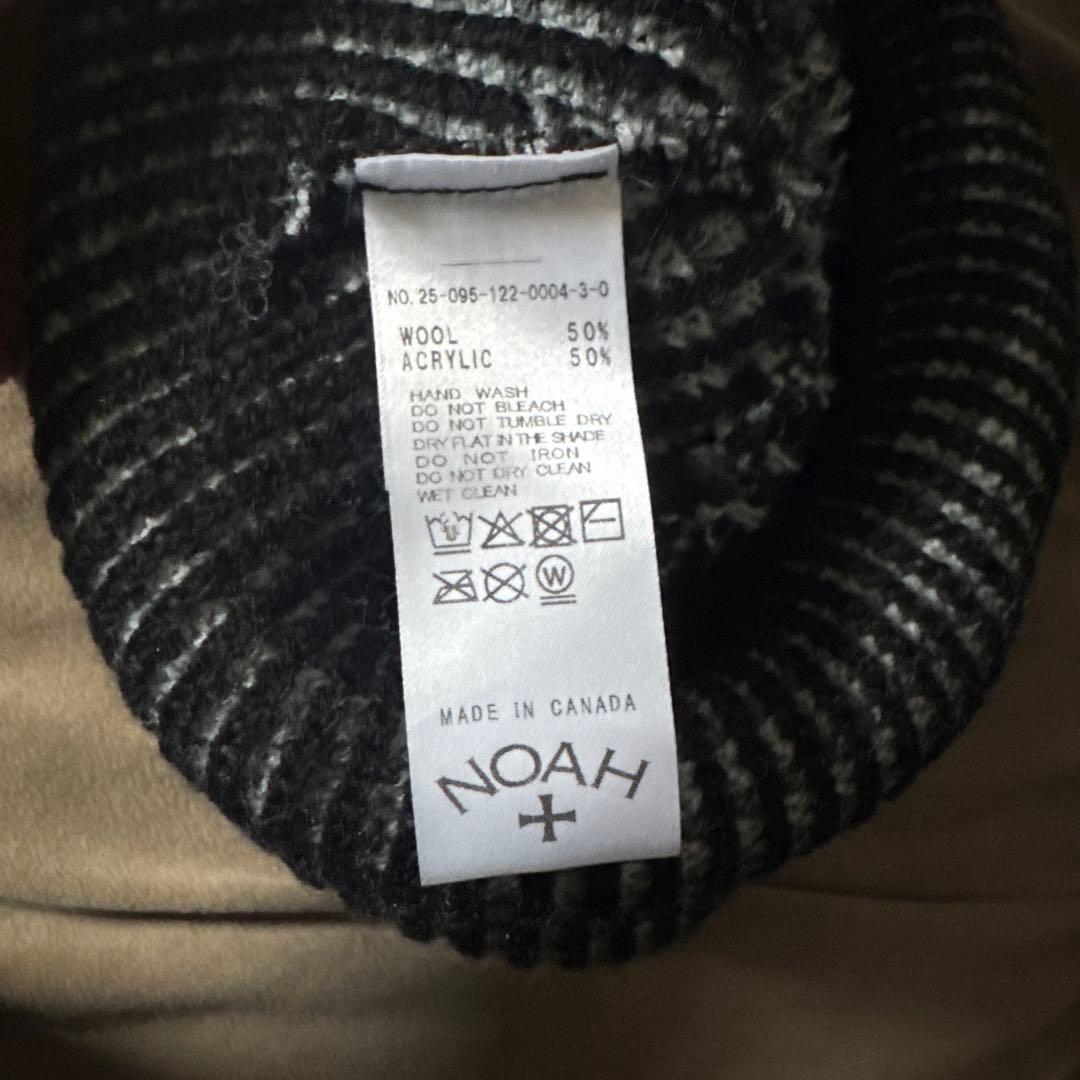 NO. 25-095-122-0004-3-0
WOOL 50%
ACRYLIC 50%
HAND WASH
DO NOT BLEACH
DO NOT TUMBLE DRY
DRY FLAT IN THE SHADE
DO NOT IRON
DO NOT DRY CLEAN
WET CLEAN
W
MADE IN CANADA
NOAH